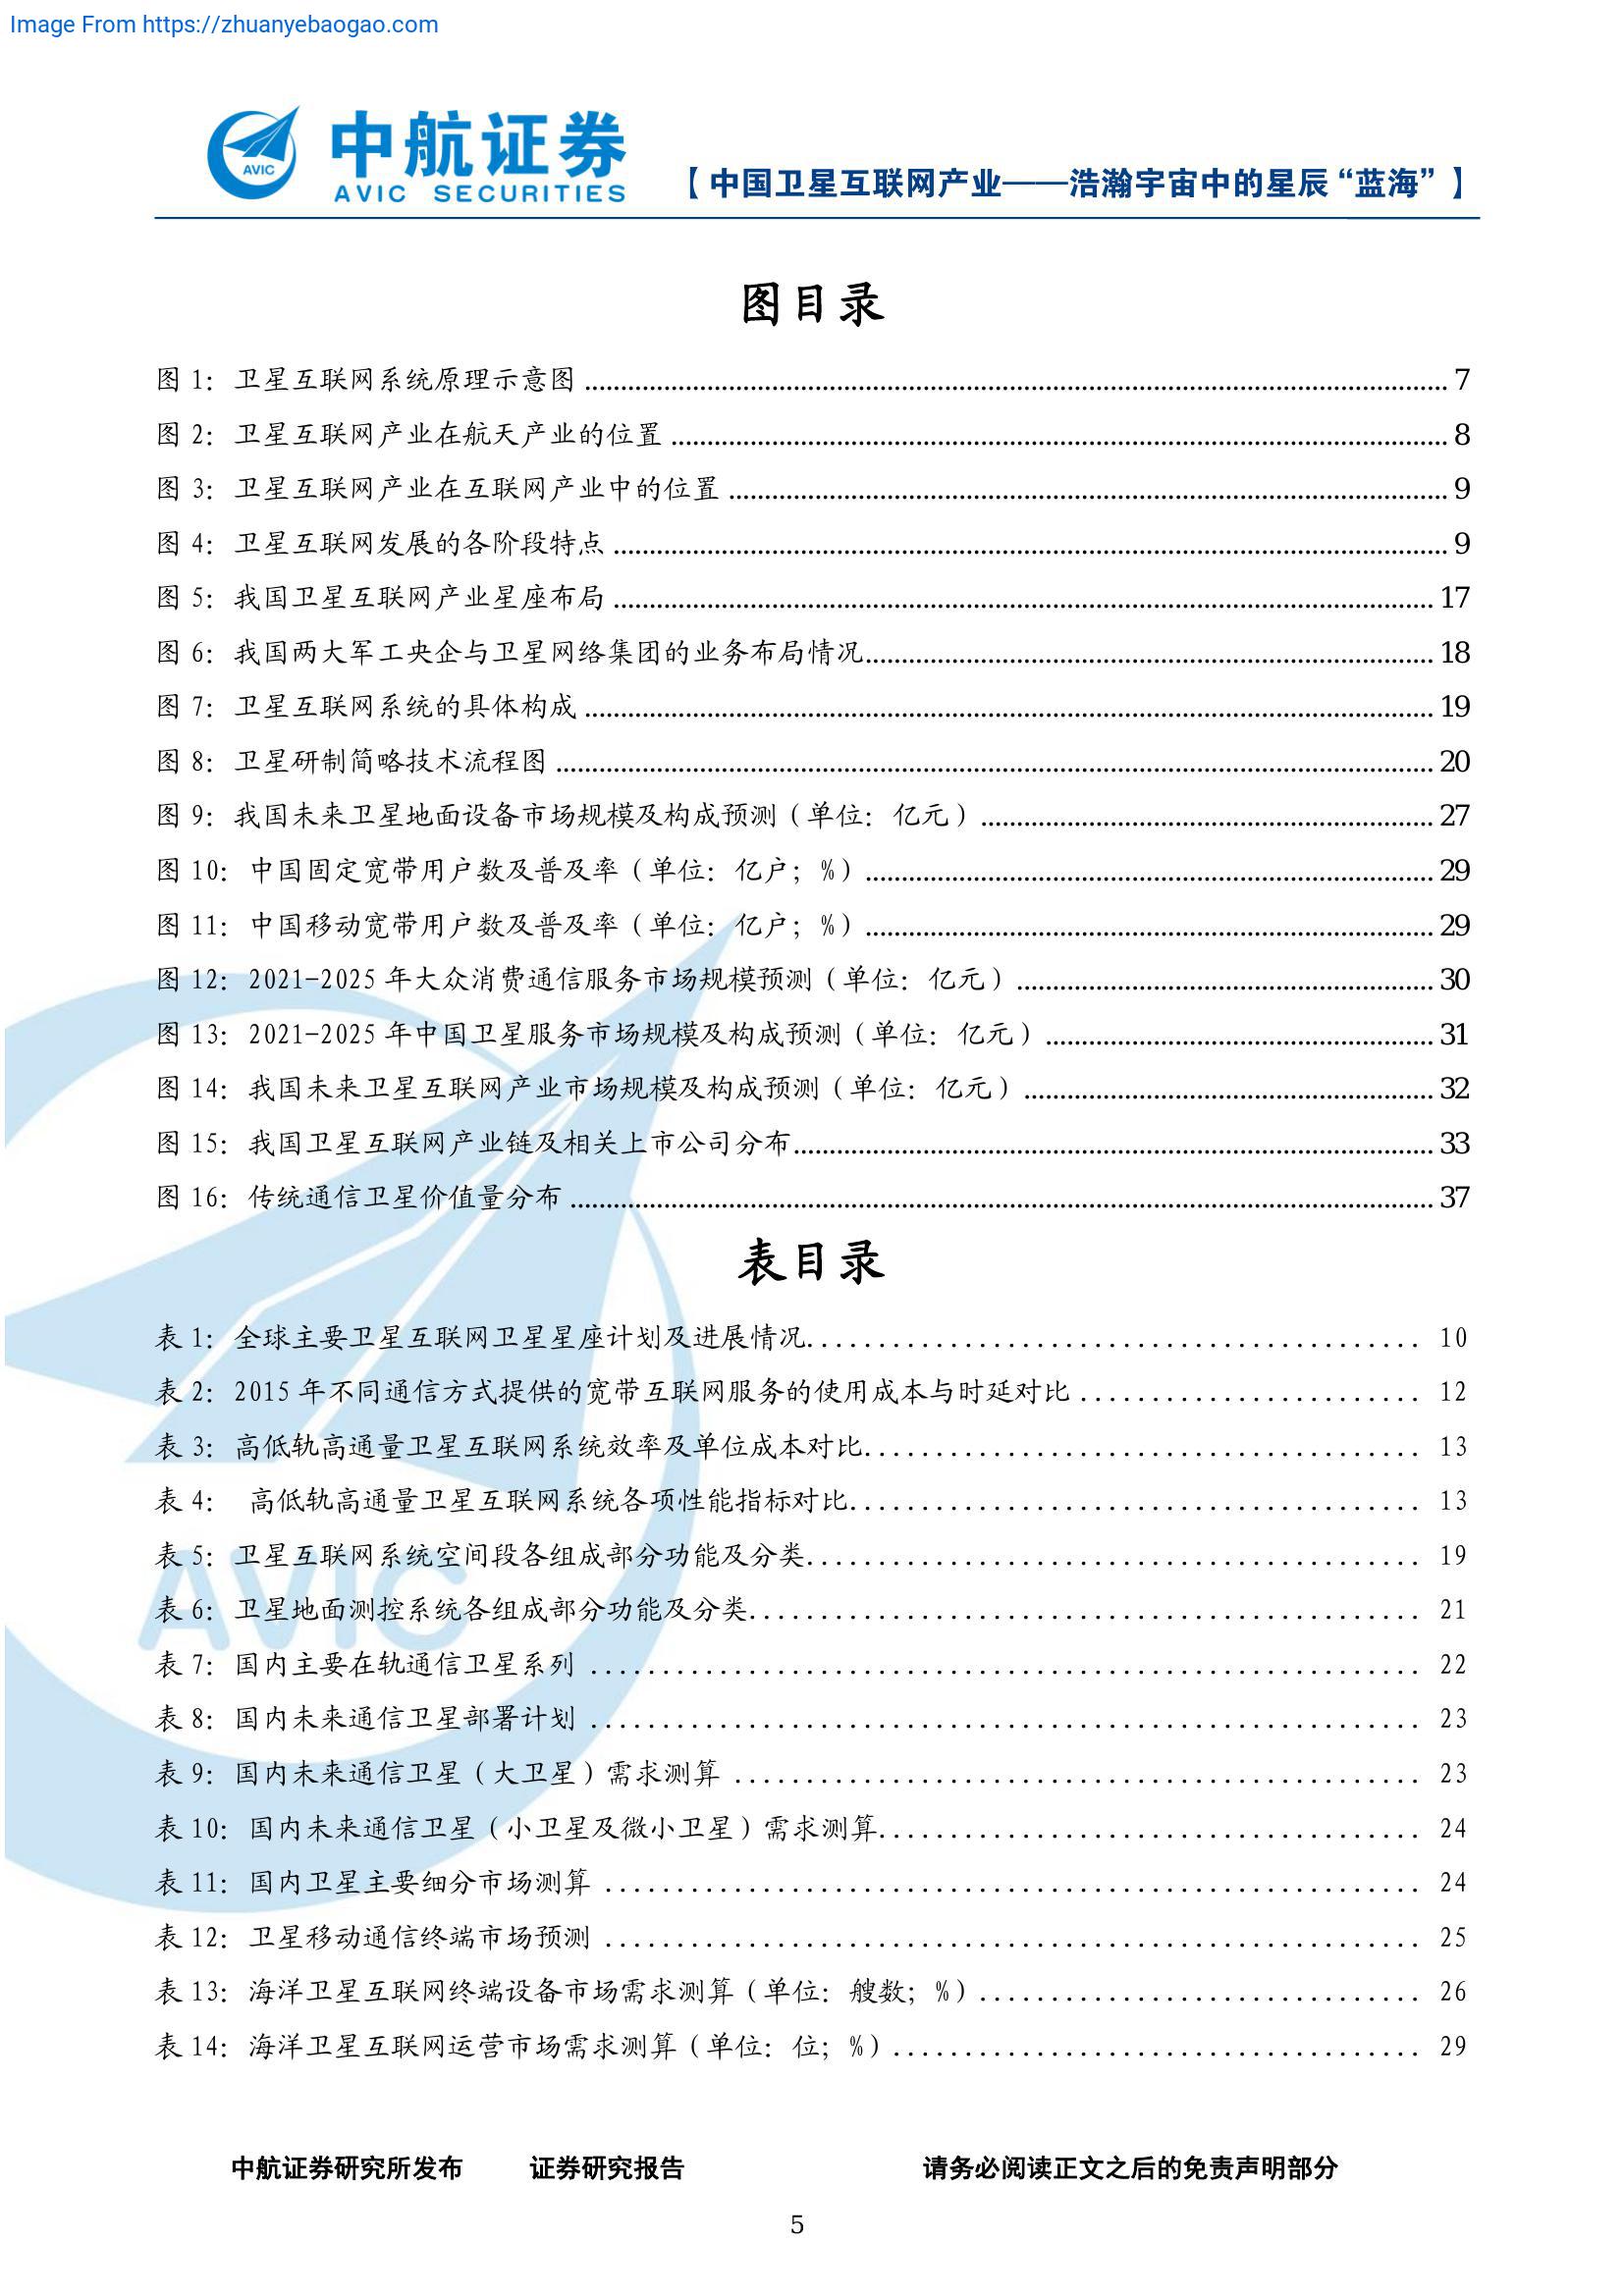 Image From https://zhuanyebaogao.com
AVIC
中航证券
AVIC SECURITIES
【中国卫星互联网产业——浩瀚宇宙中的星辰“蓝海”】
图目录
图 1：卫星互联网系统原理示意图 ........ 7
图 2：卫星互联网产业在航天产业的位置 ........ 8
图 3：卫星互联网产业在互联网产业中的位置 ........ 9
图 4：卫星互联网发展的各阶段特点 ........ 9
图 5：我国卫星互联网产业星座布局 ........ 17
图 6：我国两大军工央企与卫星网络集团的业务布局情况........ 18
图 7：卫星互联网系统的具体构成 ........ 19
图 8：卫星研制简略技术流程图 ........ 20
图 9：我国未来卫星地面设备市场规模及构成预测（单位：亿元） ........ 27
图 10：中国固定宽带用户数及普及率（单位：亿户；%） ........ 29
图 11：中国移动宽带用户数及普及率（单位：亿户；%） ........ 29
图 12：2021-2025 年大众消费通信服务市场规模预测（单位：亿元） ........ 30
图 13：2021-2025 年中国卫星服务市场规模及构成预测（单位：亿元） ........ 31
图 14：我国未来卫星互联网产业市场规模及构成预测（单位：亿元） ........ 32
图 15：我国卫星互联网产业链及相关上市公司分布........ 33
图 16：传统通信卫星价值量分布 ........ 37
表目录
表 1：全球主要卫星互联网卫星星座计划及进展情况........ 10
表 2：2015 年不同通信方式提供的宽带互联网服务的使用成本与时延对比 ........ 12
表 3：高低轨高通量卫星互联网系统效率及单位成本对比........ 13
表 4： 高低轨高通量卫星互联网系统各项性能指标对比........ 13
表 5：卫星互联网系统空间段各组成部分功能及分类........ 19
表 6：卫星地面测控系统各组成部分功能及分类........ 21
表 7：国内主要在轨通信卫星系列 ........ 22
表 8：国内未来通信卫星部署计划 ........ 23
表 9：国内未来通信卫星（大卫星）需求测算 ........ 23
表 10：国内未来通信卫星（小卫星及微小卫星）需求测算........ 24
表 11：国内卫星主要细分市场测算 ........ 24
表 12：卫星移动通信终端市场预测 ........ 25
表 13：海洋卫星互联网终端设备市场需求测算（单位：艘数；%）........ 26
表 14：海洋卫星互联网运营市场需求测算（单位：位；%）........ 29
AVIC
中航证券研究所发布 证券研究报告 请务必阅读正文之后的免责声明部分
5